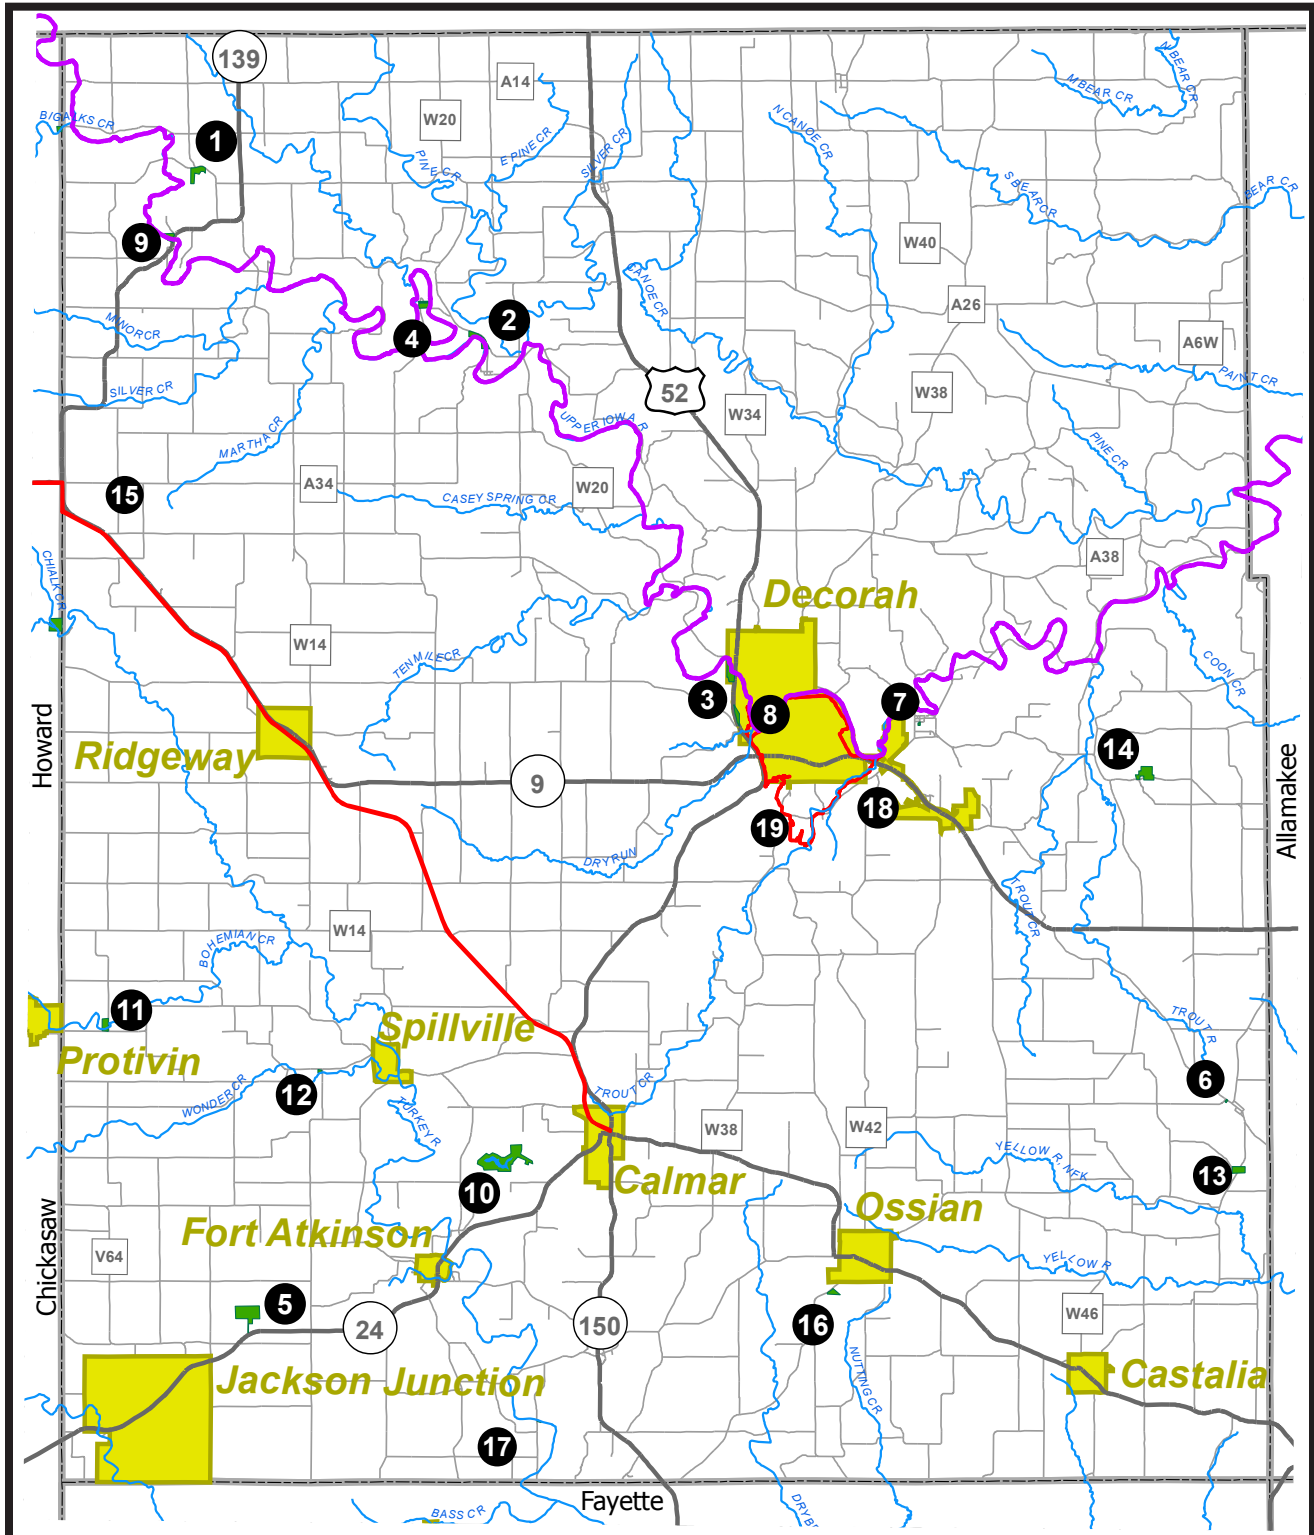 139
A14
N BEAR CR
M BEAR CR
W20
BIGALKS CR
N CANOE CR
1
E PINE CR
SILVER CR
PINE CR
S BEAR CR
BEAR CR
9
W40
CANOE CR
A26
MINOR CR
2
4
A6W
PAINT CR
SILVER CR
52
W38
W34
UPPER IOWA R
MARTHA CR
PINE CR
A34
W20
15
CASEY SPRING CR
A38
CHIALK CR
Decorah
W14
TEN MILE CR
COON CR
3
8
7
Howard
Ridgeway
14
9
Allamakee
18
19
DRY RUN
TROUT CR
W14
BOHEMIAN CR
11
Spillville
TROUT R
Protivin
6
12
WONDER CR
TROUT CR
TURKEY R
W38
W42
YELLOW R, NFK
10
13
Calmar
Ossian
Fort Atkinson
Chickasaw
V64
YELLOW R
5
24
150
16
W46
NUTTING CR
Jackson Junction
Castalia
17
Fayette
BASS CR